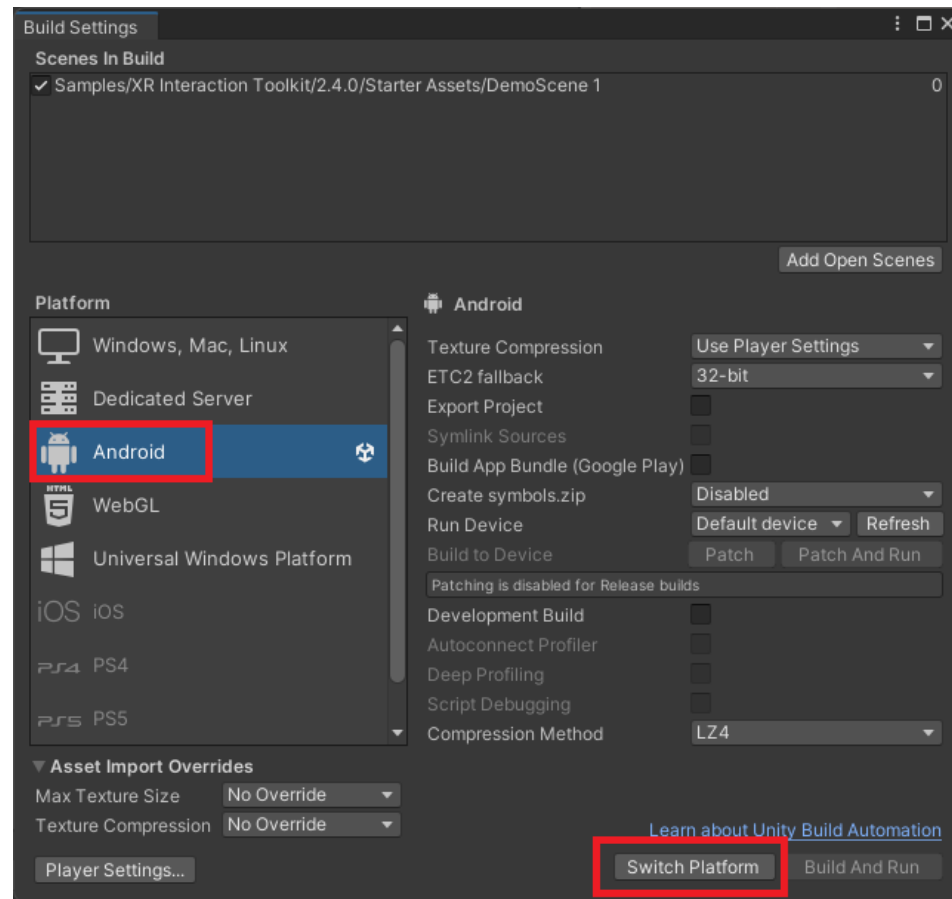 Build Settings
Scenes In Build
Samples/XR Interaction Toolkit/2.4.0/Starter Assets/DemoScene 1 0
Add Open Scenes
Platform
Windows, Mac, Linux
Dedicated Server
Android
HTML
5
WebGL
Universal Windows Platform
iOS iOS
PS4 PS4
PS5 PS5
Android
Texture Compression Use Player Settings
ETC2 fallback 32-bit
Export Project
Symlink Sources
Build App Bundle (Google Play)
Create symbols.zip Disabled
Run Device Default device Refresh
Build to Device Patch Patch And Run
Patching is disabled for Release builds
Development Build
Autoconnect Profiler
Deep Profiling
Script Debugging
Compression Method LZ4
Asset Import Overrides
Max Texture Size No Override
Texture Compression No Override
Learn about Unity Build Automation
Player Settings... Switch Platform Build And Run